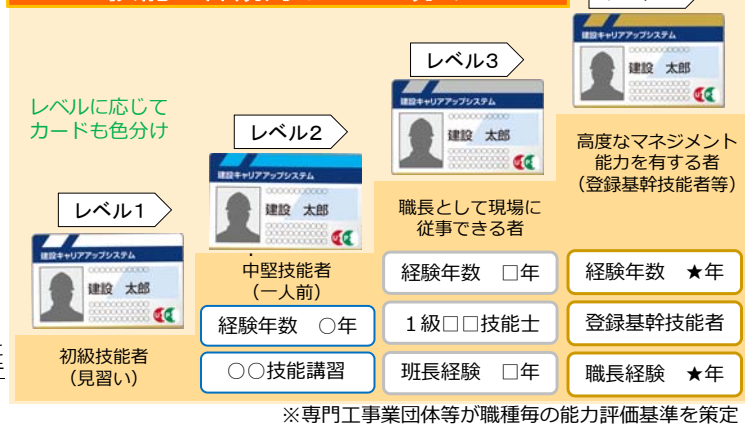 レベルに応じて
カードも色分け
レベル1
建設キャリアアップシステム
建設 太郎
初級技能者
(見習い)
レベル2
建設キャリアアップシステム
建設 太郎
中堅技能者
(一人前)
経験年数 ○年
○○技能講習
レベル3
建設キャリアアップシステム
建設 太郎
職長として現場に
従事できる者
経験年数 □年
1級□□技能士
班長経験 □年
建設キャリアアップシステム
建設 太郎
高度なマネジメント
能力を有する者
(登録基幹技能者等)
経験年数 ★年
登録基幹技能者
職長経験 ★年
※専門工事業団体等が職種毎の能力評価基準を策定